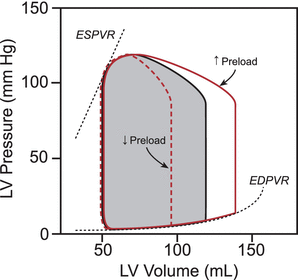 ESPVR
150
↑ Preload
100
↓ Preload
50
EDPVR
0
50
100
150
LV Pressure (mm Hg)
LV Volume (mL)